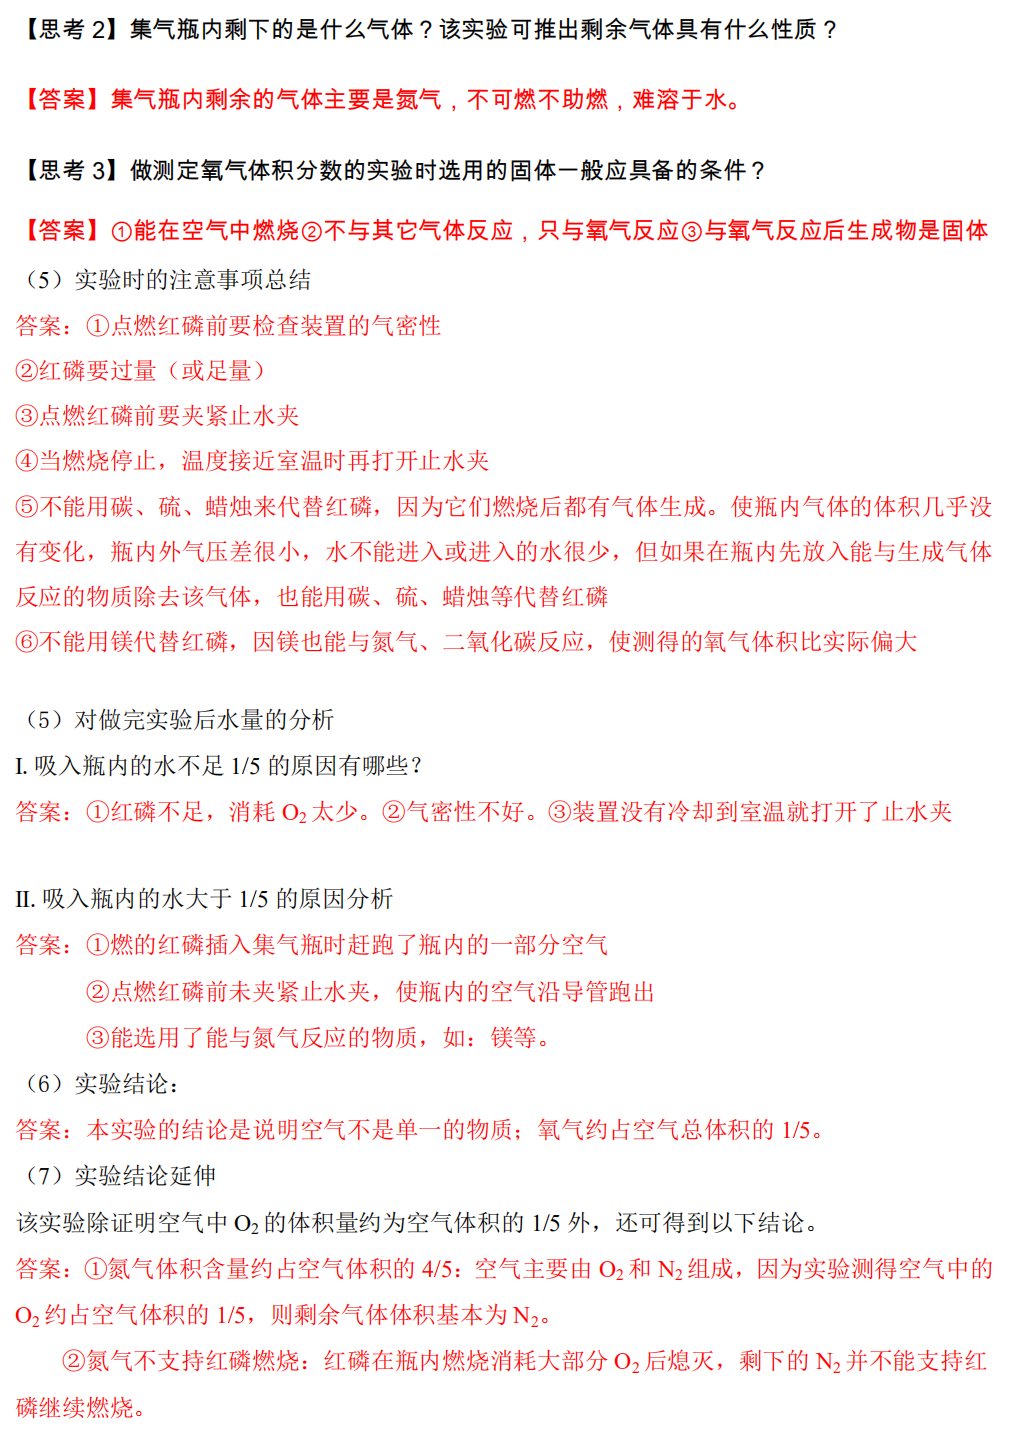 【思考 2】集气瓶内剩下的是什么气体？该实验可推出剩余气体具有什么性质？
【答案】集气瓶内剩余的气体主要是氮气，不可燃不助燃，难溶于水。
【思考 3】做测定氧气体积分数的实验时选用的固体一般应具备的条件？
【答案】①能在空气中燃烧②不与其它气体反应，只与氧气反应③与氧气反应后生成物是固体
（5）实验时的注意事项总结
答案：①点燃红磷前要检查装置的气密性
②红磷要过量（或足量）
③点燃红磷前要夹紧止水夹
④当燃烧停止，温度接近室温时再打开止水夹
⑤不能用碳、硫、蜡烛来代替红磷，因为它们燃烧后都有气体生成。使瓶内气体的体积几乎没
有变化，瓶内外气压差很小，水不能进入或进入的水很少，但如果在瓶内先放入能与生成气体
反应的物质除去该气体，也能用碳、硫、蜡烛等代替红磷
⑥不能用镁代替红磷，因镁也能与氮气、二氧化碳反应，使测得的氧气体积比实际偏大
（5）对做完实验后水量的分析
I. 吸入瓶内的水不足 1/5 的原因有哪些？
答案：①红磷不足，消耗 O₂ 太少。②气密性不好。③装置没有冷却到室温就打开了止水夹
II. 吸入瓶内的水大于 1/5 的原因分析
答案：①燃的红磷插入集气瓶时赶跑了瓶内的一部分空气
②点燃红磷前未夹紧止水夹，使瓶内的空气沿导管跑出
③能选用了能与氮气反应的物质，如：镁等。
（6）实验结论：
答案：本实验的结论是说明空气不是单一的物质；氧气约占空气总体积的 1/5。
（7）实验结论延伸
该实验除证明空气中 O₂ 的体积量约为空气体积的 1/5 外，还可得到以下结论。
答案：①氮气体积含量约占空气体积的 4/5：空气主要由 O₂ 和 N₂ 组成，因为实验测得空气中的
O₂ 约占空气体积的 1/5，则剩余气体体积基本为 N₂。
②氮气不支持红磷燃烧：红磷在瓶内燃烧消耗大部分 O₂ 后熄灭，剩下的 N₂ 并不能支持红
磷继续燃烧。